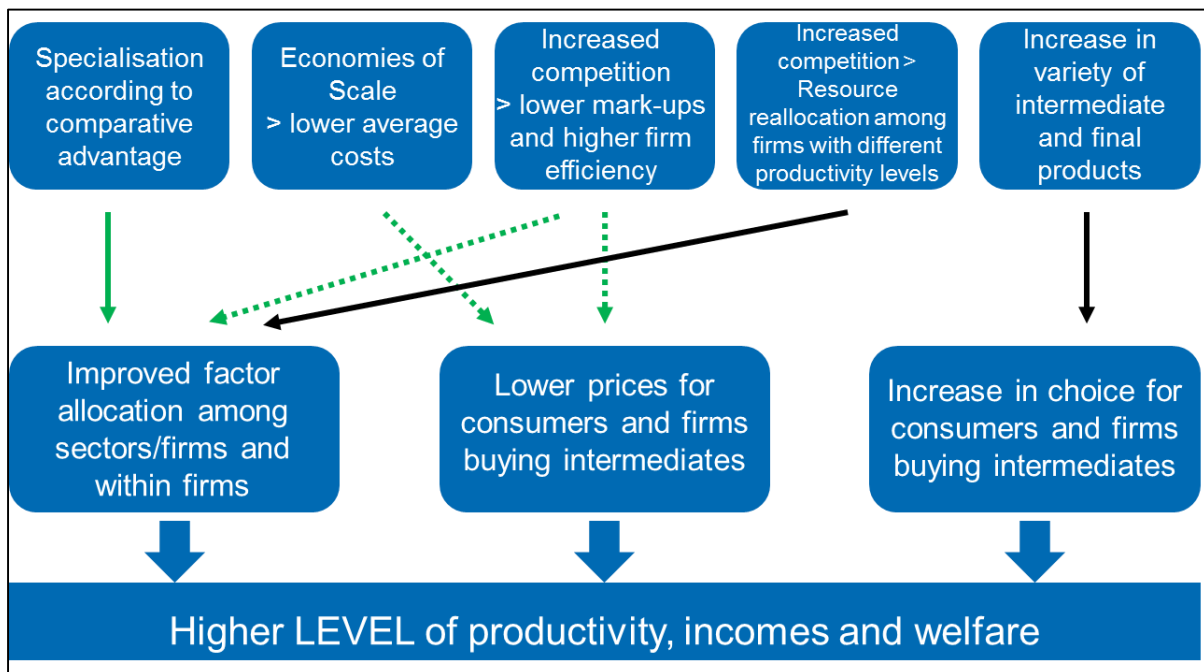 Specialisation
according to
comparative
advantage
Economies of
Scale
> lower average
costs
Increased
competition
> lower mark-ups
and higher firm
efficiency
Increased
competition >
Resource
reallocation among
firms with different
productivity levels
Increase in
variety of
intermediate
and final
products
Improved factor
allocation among
sectors/firms and
within firms
Lower prices for
consumers and firms
buying intermediates
Increase in choice for
consumers and firms
buying intermediates
Higher LEVEL of productivity, incomes and welfare